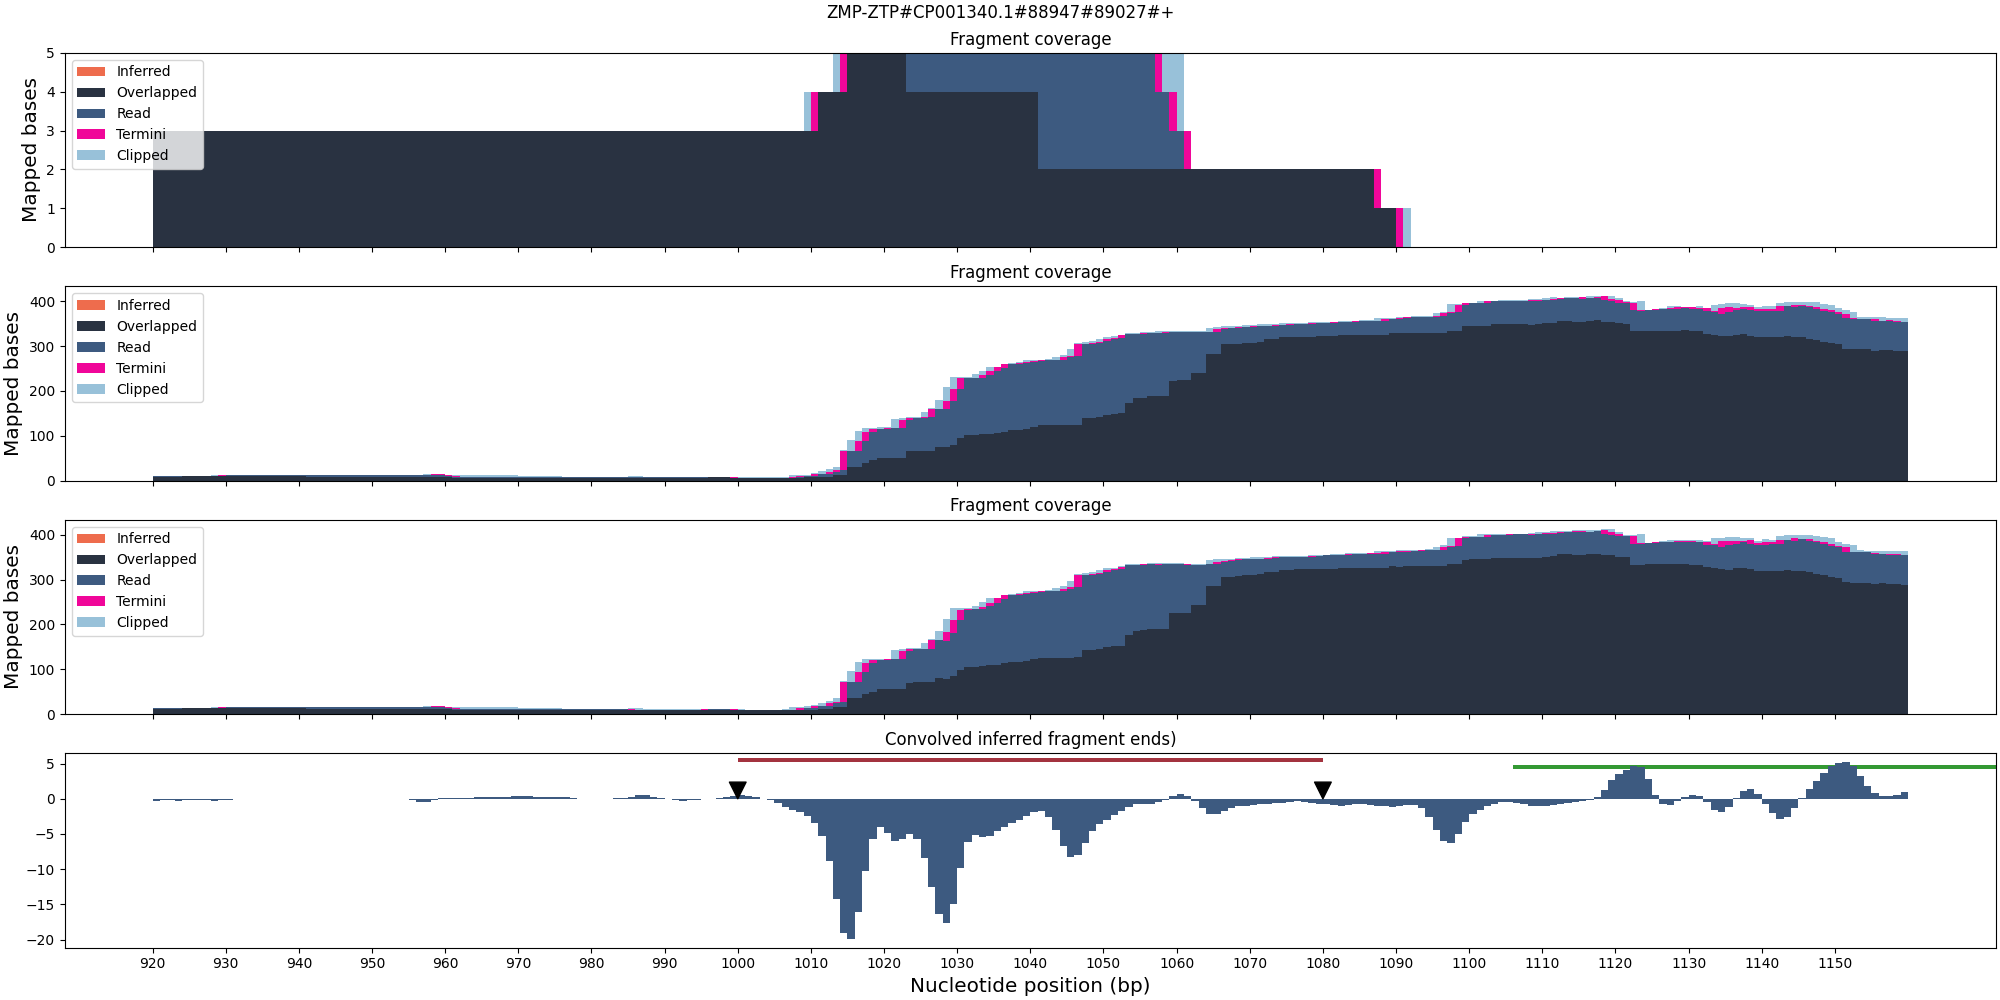 ZMP-ZTP#CP001340.1#88947#89027#+
Fragment coverage
Mapped bases
5
4
3
2
1
0
Inferred
Overlapped
Read
Termini
Clipped
Fragment coverage
Mapped bases
400
300
200
100
0
Inferred
Overlapped
Read
Termini
Clipped
Fragment coverage
Mapped bases
400
300
200
100
0
Inferred
Overlapped
Read
Termini
Clipped
Convolved inferred fragment ends)
5
0
−5
−10
−15
−20
920 930 940 950 960 970 980 990 1000 1010 1020 1030 1040 1050 1060 1070 1080 1090 1100 1110 1120 1130 1140 1150
Nucleotide position (bp)